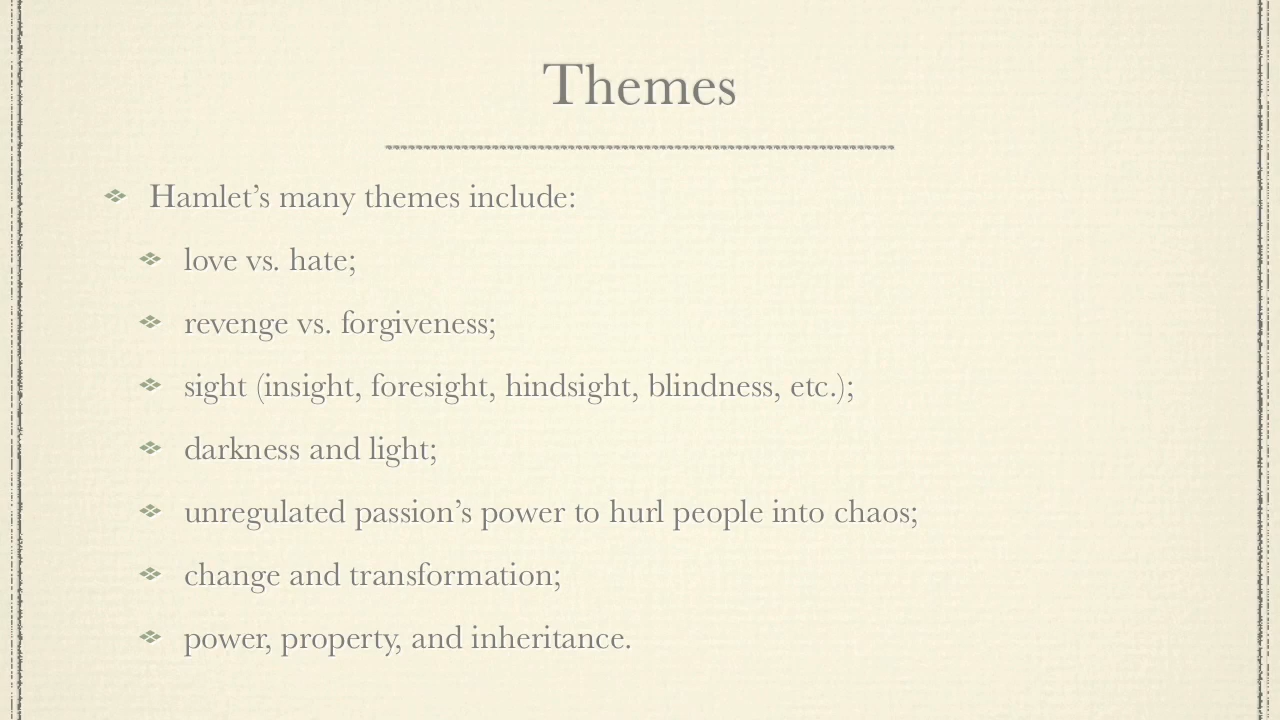 Themes
Hamlet’s many themes include:
love vs. hate;
revenge vs. forgiveness;
sight (insight, foresight, hindsight, blindness, etc.);
darkness and light;
unregulated passion’s power to hurl people into chaos;
change and transformation;
power, property, and inheritance.